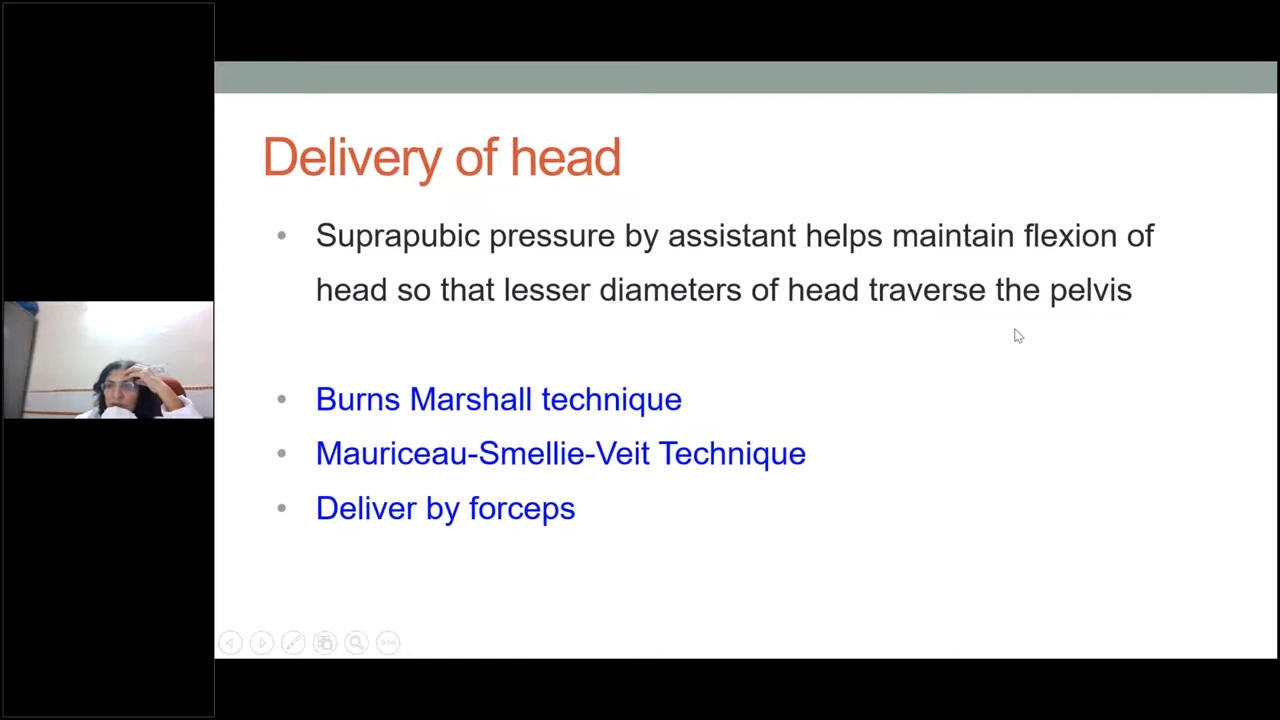 Delivery of head
• Suprapubic pressure by assistant helps maintain flexion of
head so that lesser diameters of head traverse the pelvis
• Burns Marshall technique
• Mauriceau-Smellie-Veit Technique
• Deliver by forceps